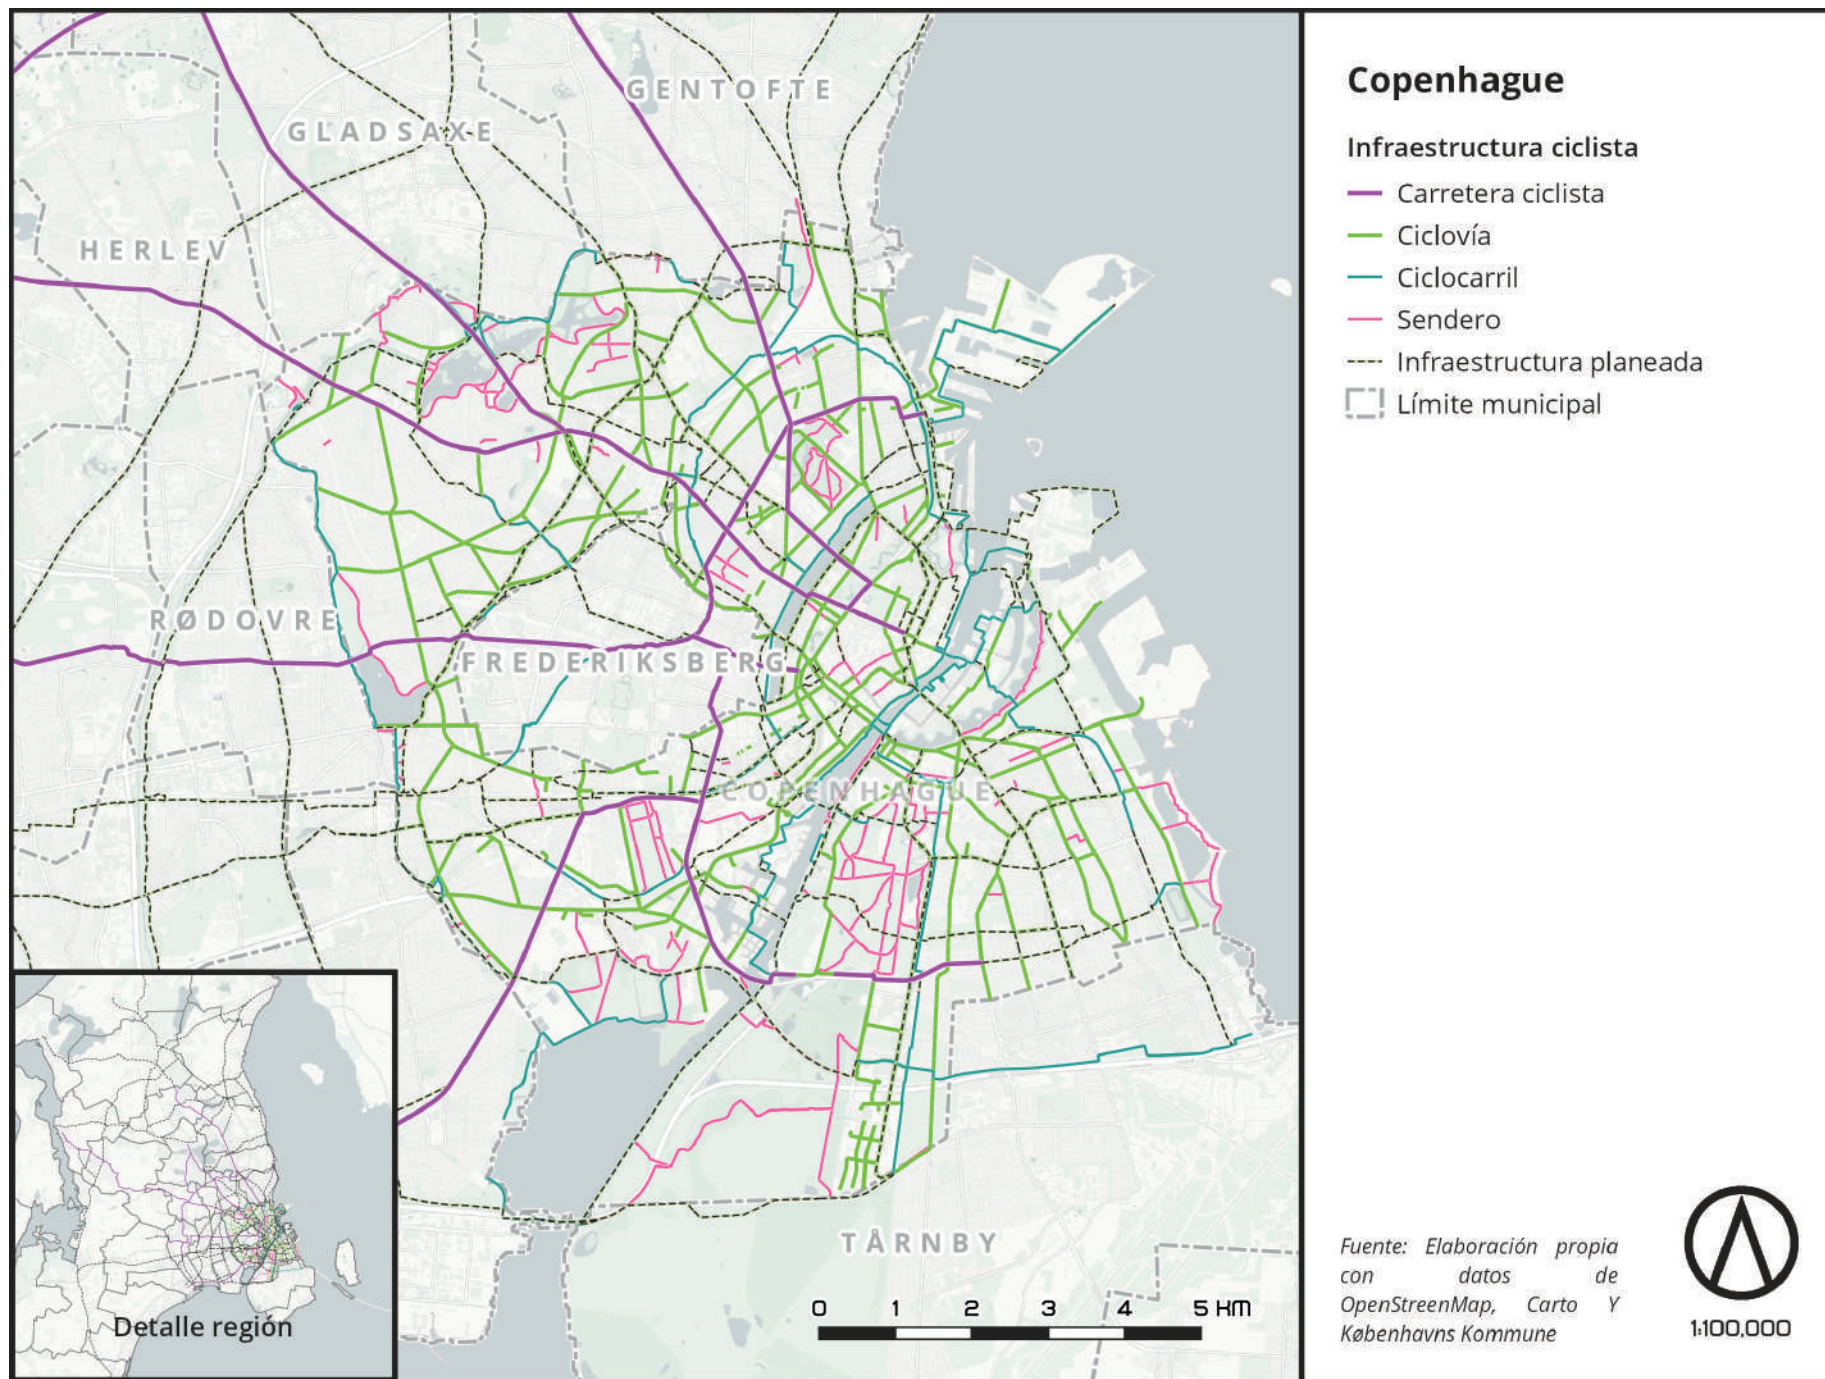 GENTOFTE
GLADSAXE
HERLEV
RØDOVRE
FREDERIKSBERG
COPENHAGUE
TÅRNBY
Detalle región
0 1 2 3 4 5 KM
Copenhague
Infraestructura ciclista
Carretera ciclista
Ciclovía
Ciclocarril
Sendero
Infraestructura planeada
Límite municipal
Fuente: Elaboración propia
con datos de
OpenStreenMap, Carto Y
Københavns Kommune
1:100,000